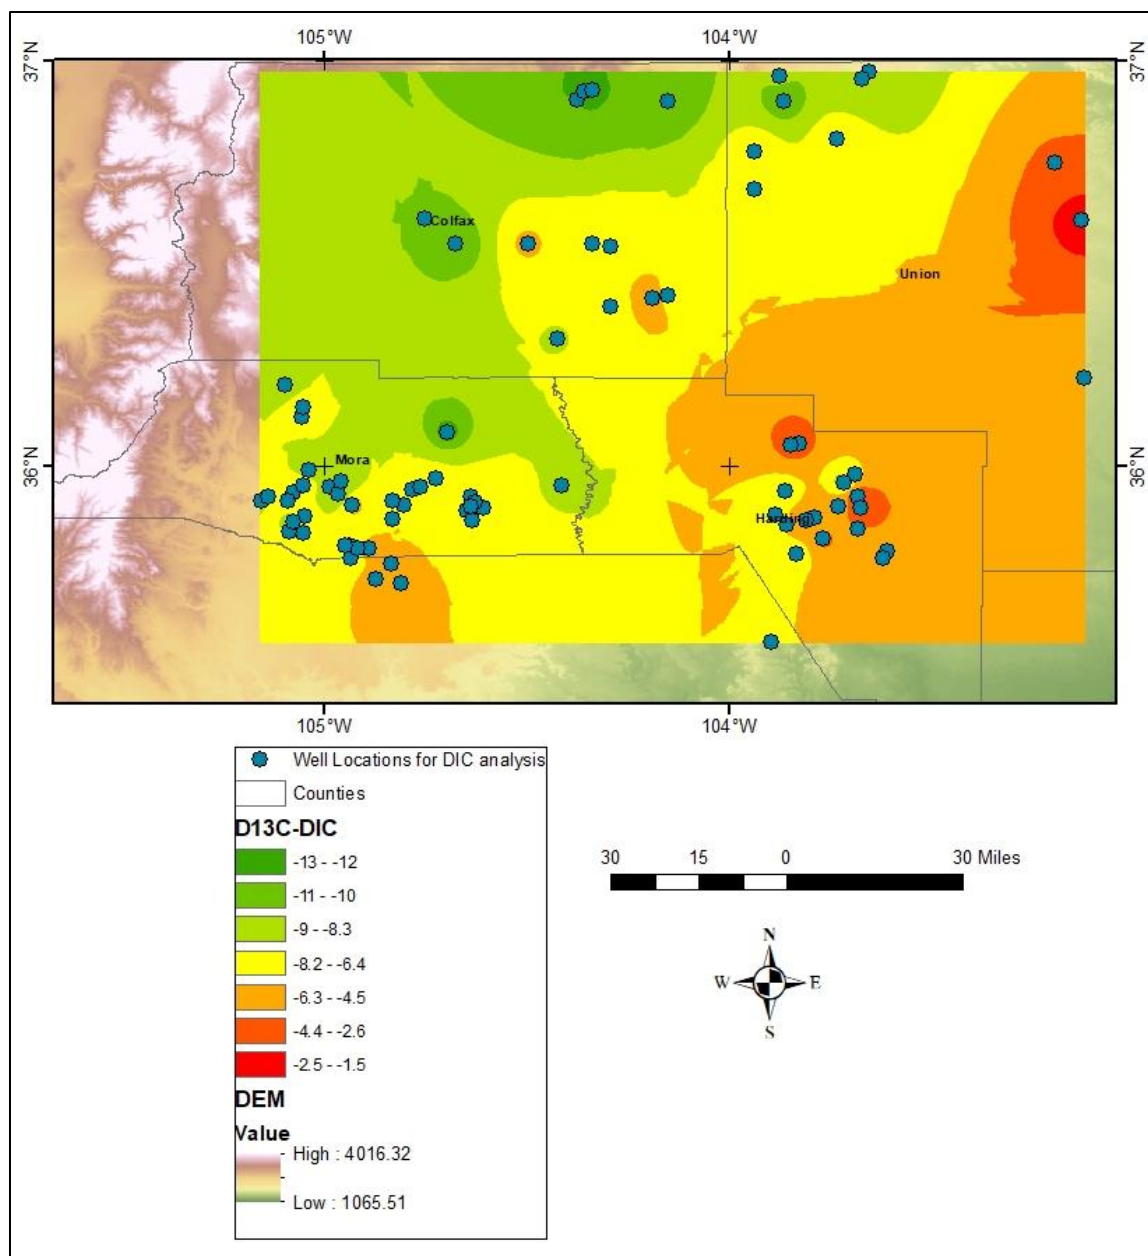 105°W 104°W
37°N 37°N
Colfax
Union
36°N 36°N
Mora
Harding
105°W 104°W
Well Locations for DIC analysis
Counties
D13C-DIC
-13 - -12
-11 - -10
-9 - -8.3
-8.2 - -6.4
-6.3 - -4.5
-4.4 - -2.6
-2.5 - -1.5
DEM
Value
High : 4016.32
Low : 1065.51
30 15 0 30 Miles
N
W E
S